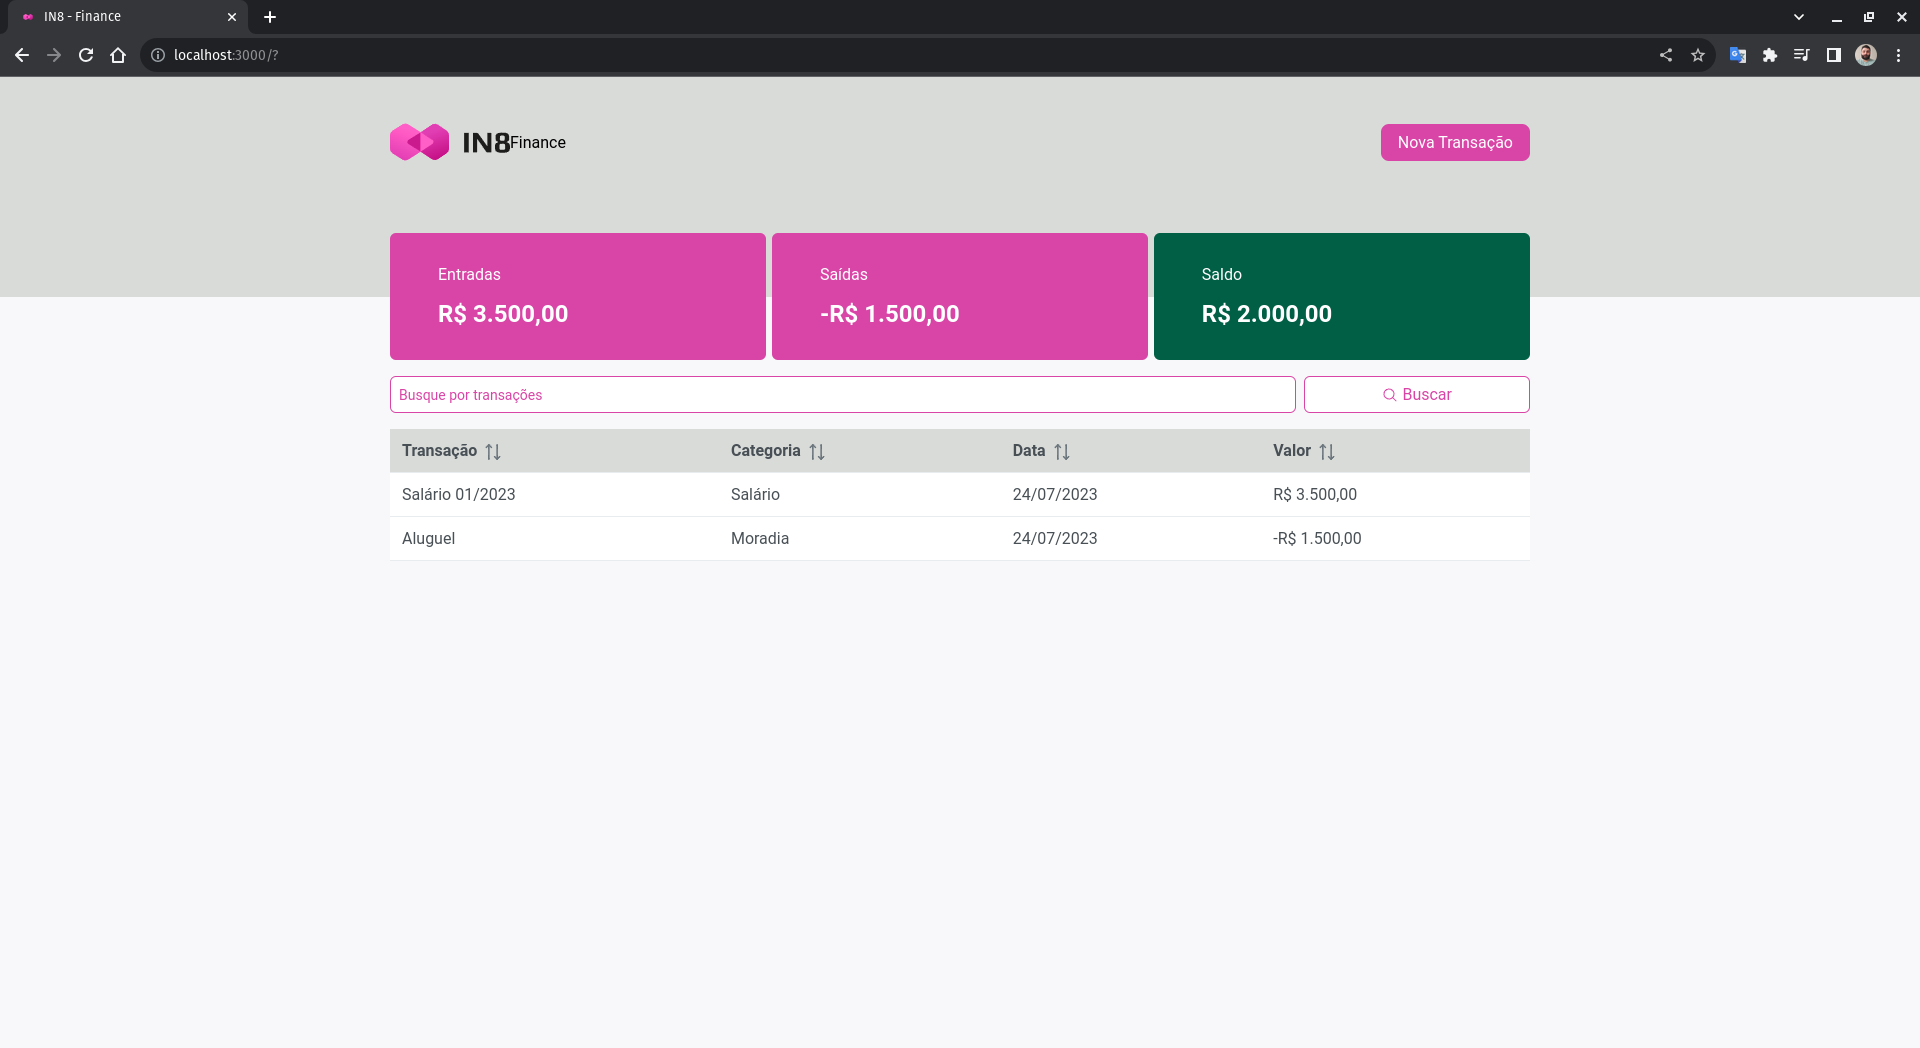 IN8 - Finance
localhost:3000/?
IN8Finance
Nova Transação
Entradas
R$ 3.500,00
Saídas
-R$ 1.500,00
Saldo
R$ 2.000,00
Busque por transações
Buscar
Transação Categoria Data Valor
Salário 01/2023 Salário 24/07/2023 R$ 3.500,00
Aluguel Moradia 24/07/2023 -R$ 1.500,00